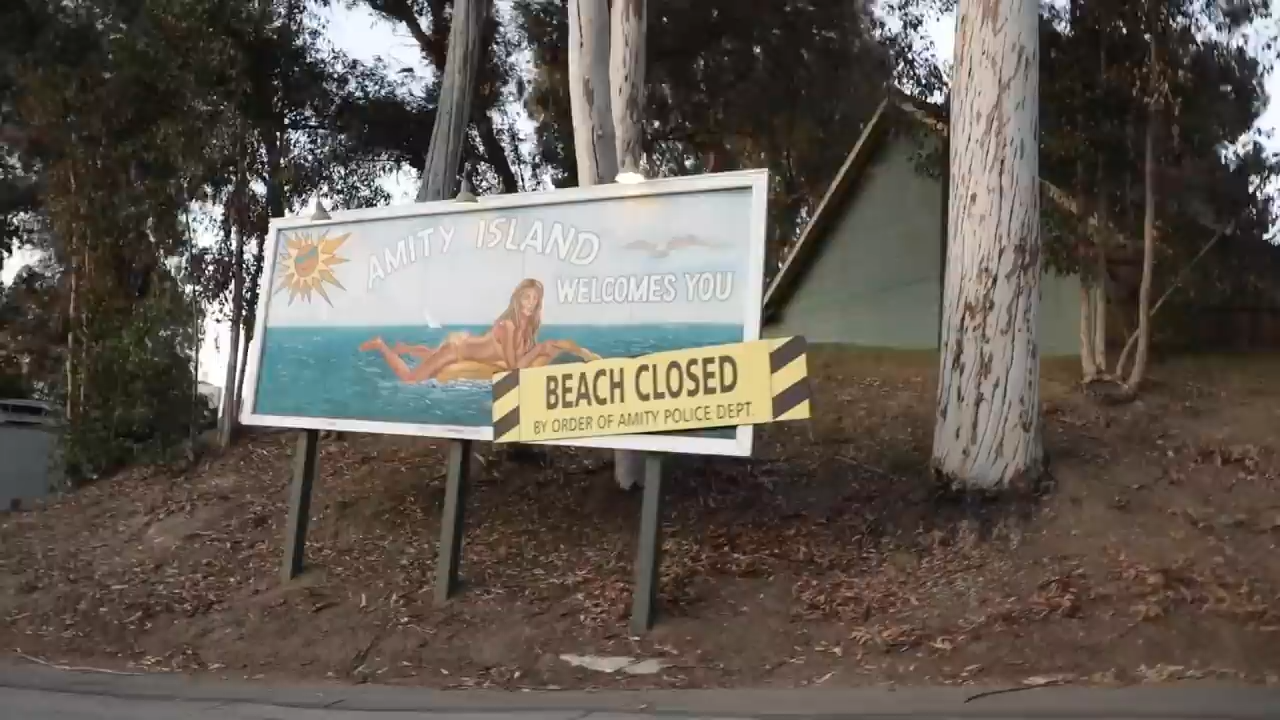 AMITY ISLAND
WELCOMES YOU
BEACH CLOSED
BY ORDER OF AMITY POLICE DEPT.